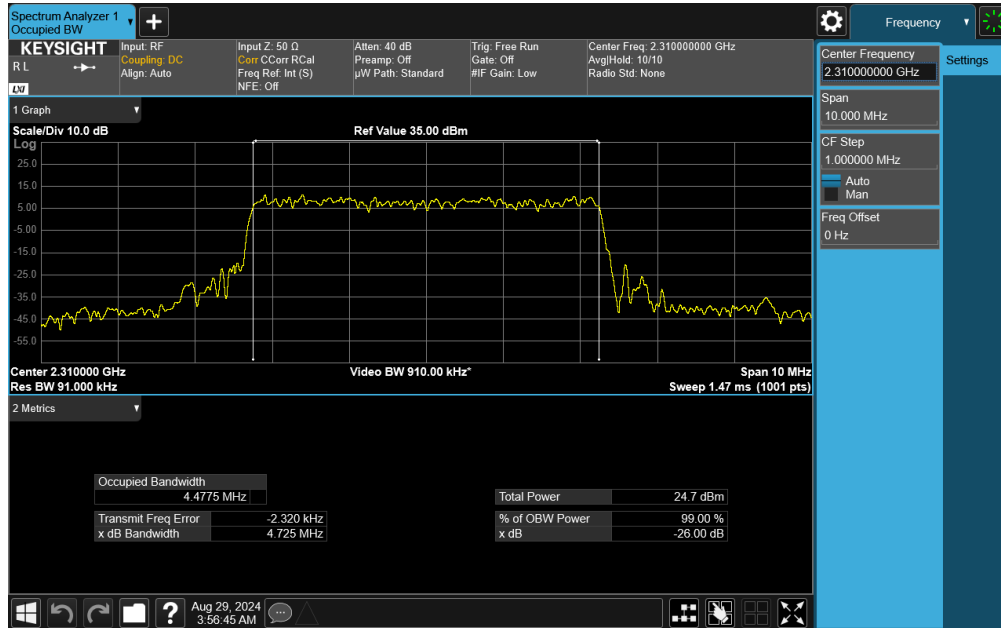 Spectrum Analyzer 1
Occupied BW
Frequency
KEYSIGHT
R L
LXI
Input: RF
Coupling: DC
Align: Auto
Input Z: 50 Ω
Corr CCorr RCal
Freq Ref: Int (S)
NFE: Off
Atten: 40 dB
Preamp: Off
µW Path: Standard
Trig: Free Run
Gate: Off
#IF Gain: Low
Center Freq: 2.310000000 GHz
Avg|Hold: 10/10
Radio Std: None
Center Frequency
2.310000000 GHz
Settings
Span
10.000 MHz
CF Step
1.000000 MHz
Auto
Man
Freq Offset
0 Hz
1 Graph
Scale/Div 10.0 dB
Ref Value 35.00 dBm
Log
25.0
15.0
5.00
-5.00
-15.0
-25.0
-35.0
-45.0
-55.0
Center 2.310000 GHz
Video BW 910.00 kHz*
Span 10 MHz
Res BW 91.000 kHz
Sweep 1.47 ms (1001 pts)
2 Metrics
Occupied Bandwidth
4.4775 MHz
Total Power 24.7 dBm
Transmit Freq Error -2.320 kHz
% of OBW Power 99.00 %
x dB Bandwidth 4.725 MHz
x dB -26.00 dB
?
Aug 29, 2024
3:56:45 AM